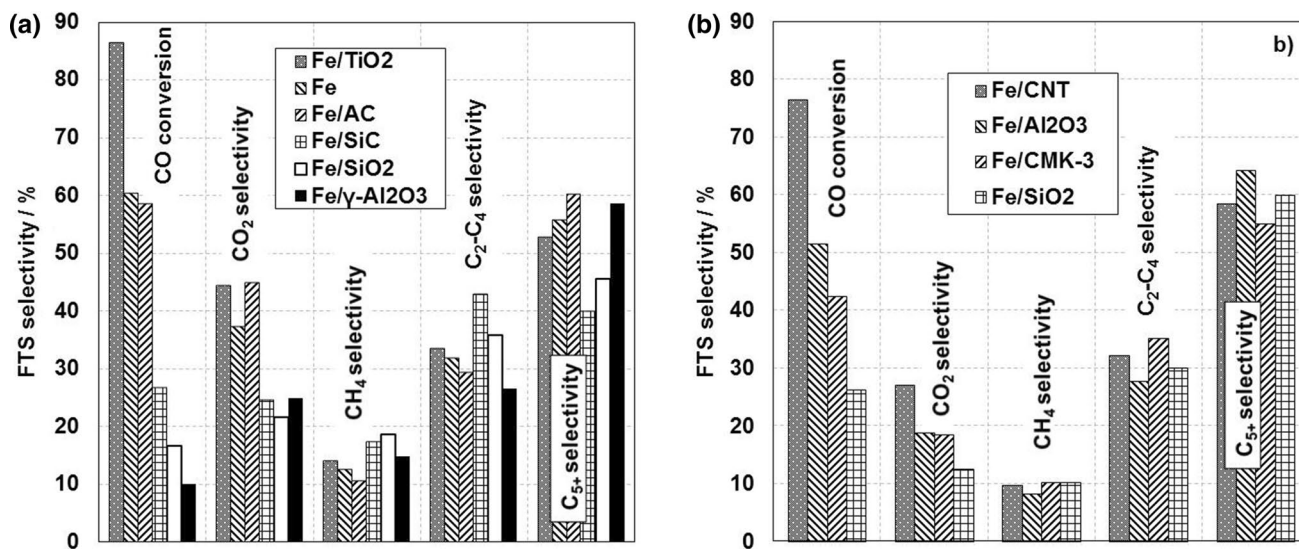 (a)
FTS selectivity / %
90
80
70
60
50
40
30
20
10
0
CO conversion
CO₂ selectivity
CH₄ selectivity
C₂-C₄ selectivity
C₅₊ selectivity
Fe/TiO2
Fe
Fe/AC
Fe/SiC
Fe/SiO2
Fe/γ-Al2O3
(b)
b)
FTS selectivity / %
90
80
70
60
50
40
30
20
10
0
CO conversion
CO₂ selectivity
CH₄ selectivity
C₂-C₄ selectivity
C₅₊ selectivity
Fe/CNT
Fe/Al2O3
Fe/CMK-3
Fe/SiO2